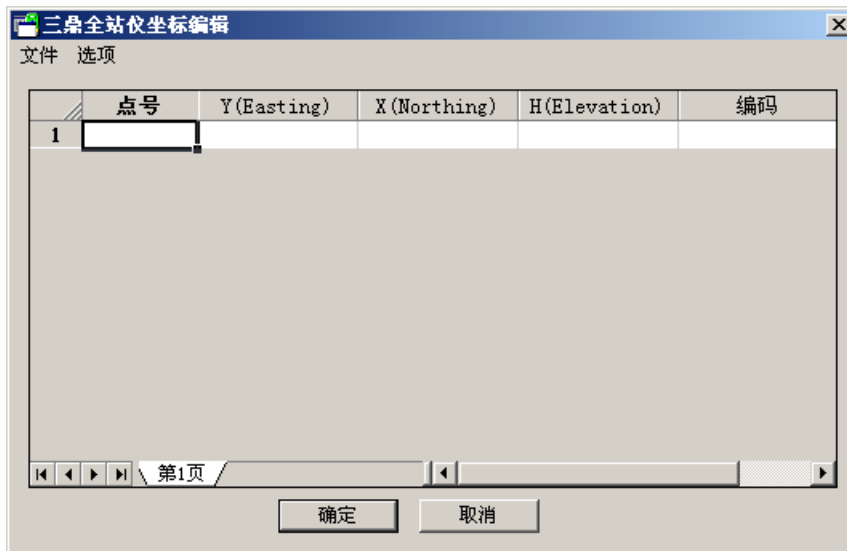 三鼎全站仪坐标编辑
文件 选项
点号 Y(Easting) X(Northing) H(Elevation) 编码
1
第1页
确定 取消